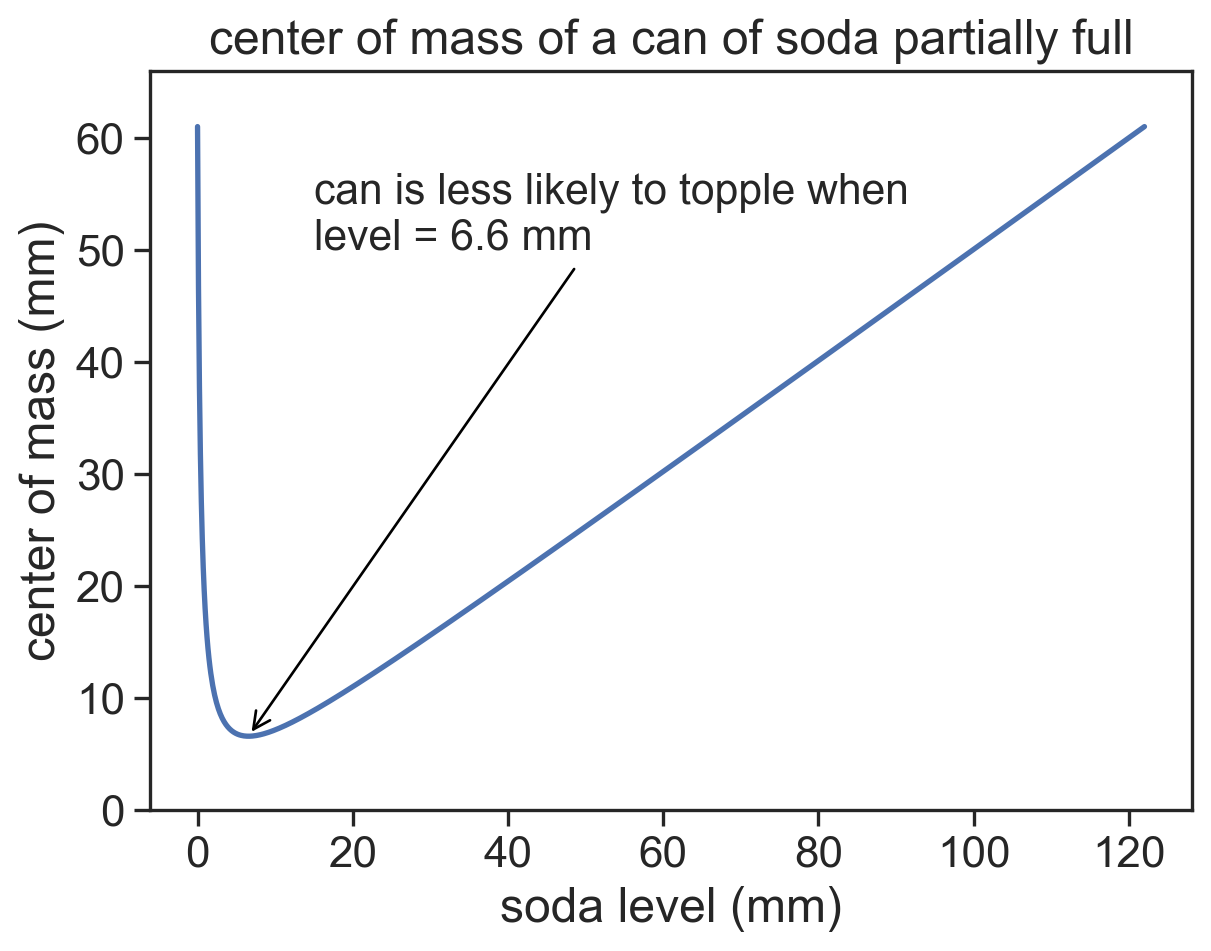 center of mass of a can of soda partially full
can is less likely to topple when
level = 6.6 mm
center of mass (mm)
60
50
40
30
20
10
0
0 20 40 60 80 100 120
soda level (mm)